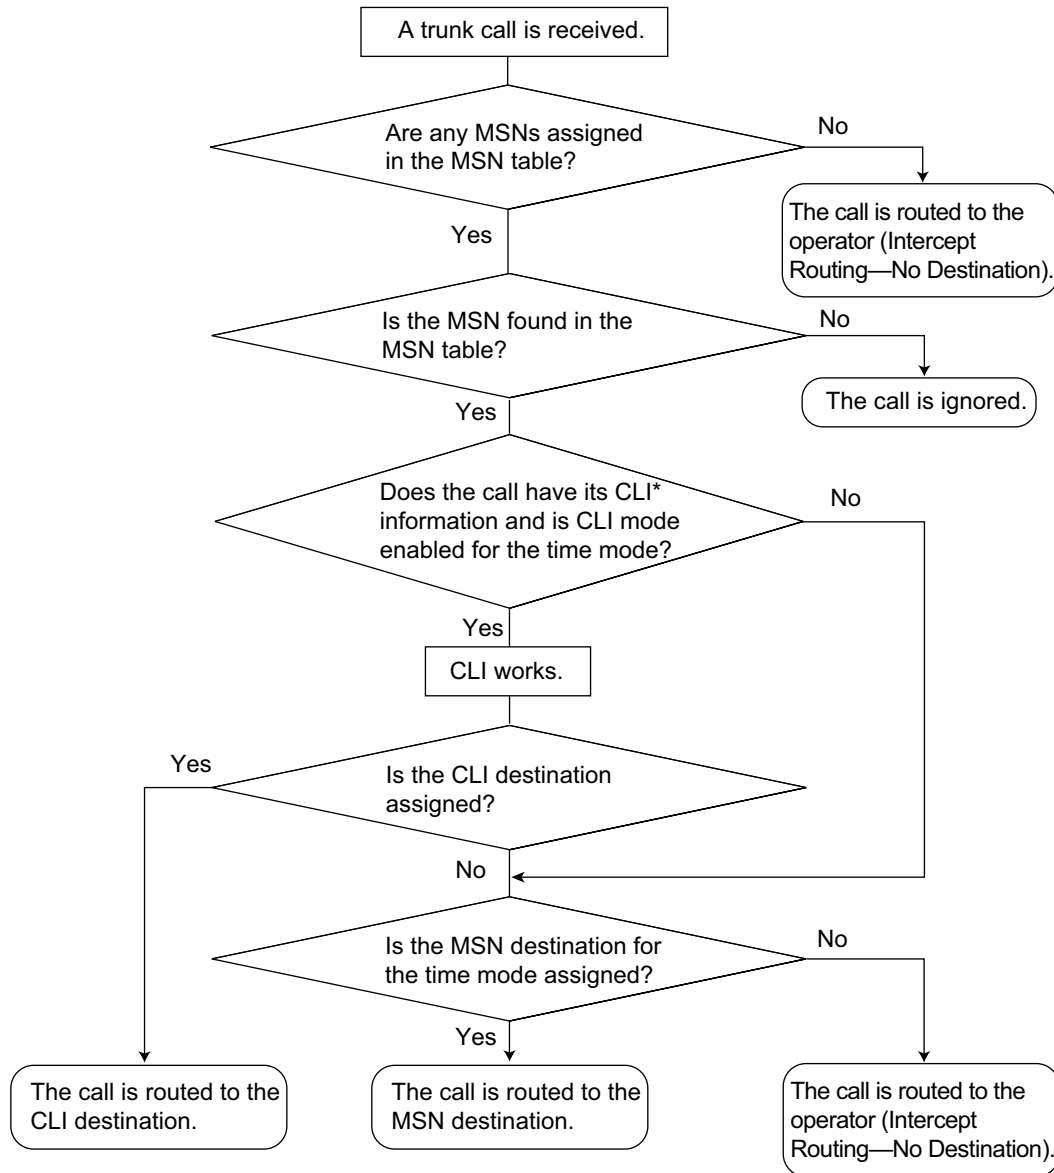 A trunk call is received.
Are any MSNs assigned
in the MSN table?
No
The call is routed to the
operator (Intercept
Routing—No Destination).
Yes
Is the MSN found in the
MSN table?
No
The call is ignored.
Yes
Does the call have its CLI*
information and is CLI mode
enabled for the time mode?
No
Yes
CLI works.
Yes
Is the CLI destination
assigned?
No
Is the MSN destination for
the time mode assigned?
No
Yes
The call is routed to the
CLI destination.
The call is routed to the
MSN destination.
The call is routed to the
operator (Intercept
Routing—No Destination).